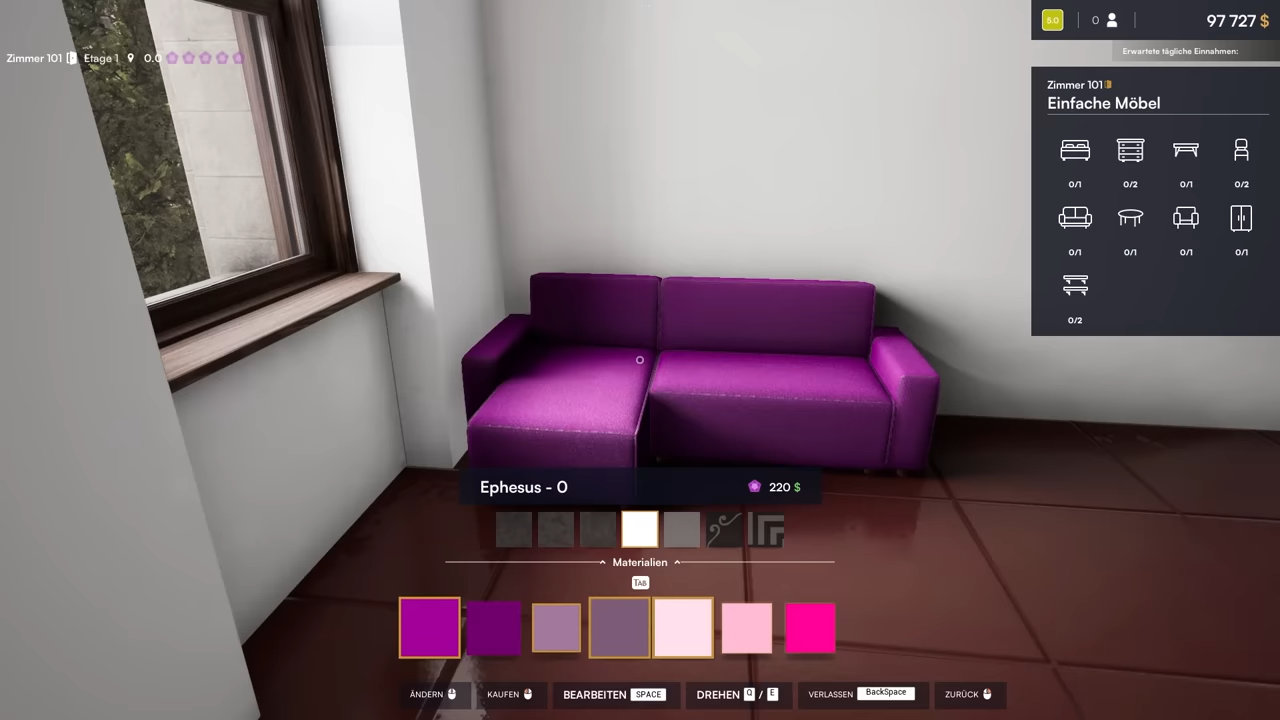 5.0 0 97 727 $
Erwartete tägliche Einnahmen:
Zimmer 101 Etage 1 0.0
Zimmer 101
Einfache Möbel
0/1 0/2 0/1 0/2
0/1 0/1 0/1 0/1
0/2
Ephesus - 0 220 $
Materialien
TAB
ÄNDERN KAUFEN BEARBEITEN SPACE DREHEN Q / E VERLASSEN BackSpace ZURÜCK